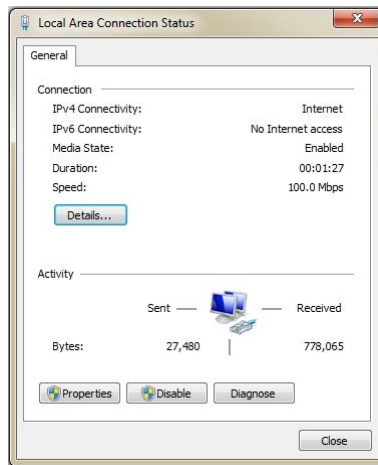 Local Area Connection Status
General
Connection
IPv4 Connectivity: Internet
IPv6 Connectivity: No Internet access
Media State: Enabled
Duration: 00:01:27
Speed: 100.0 Mbps
Details...
Activity
Sent — — Received
Bytes: 27,480 778,065
Properties Disable Diagnose
Close